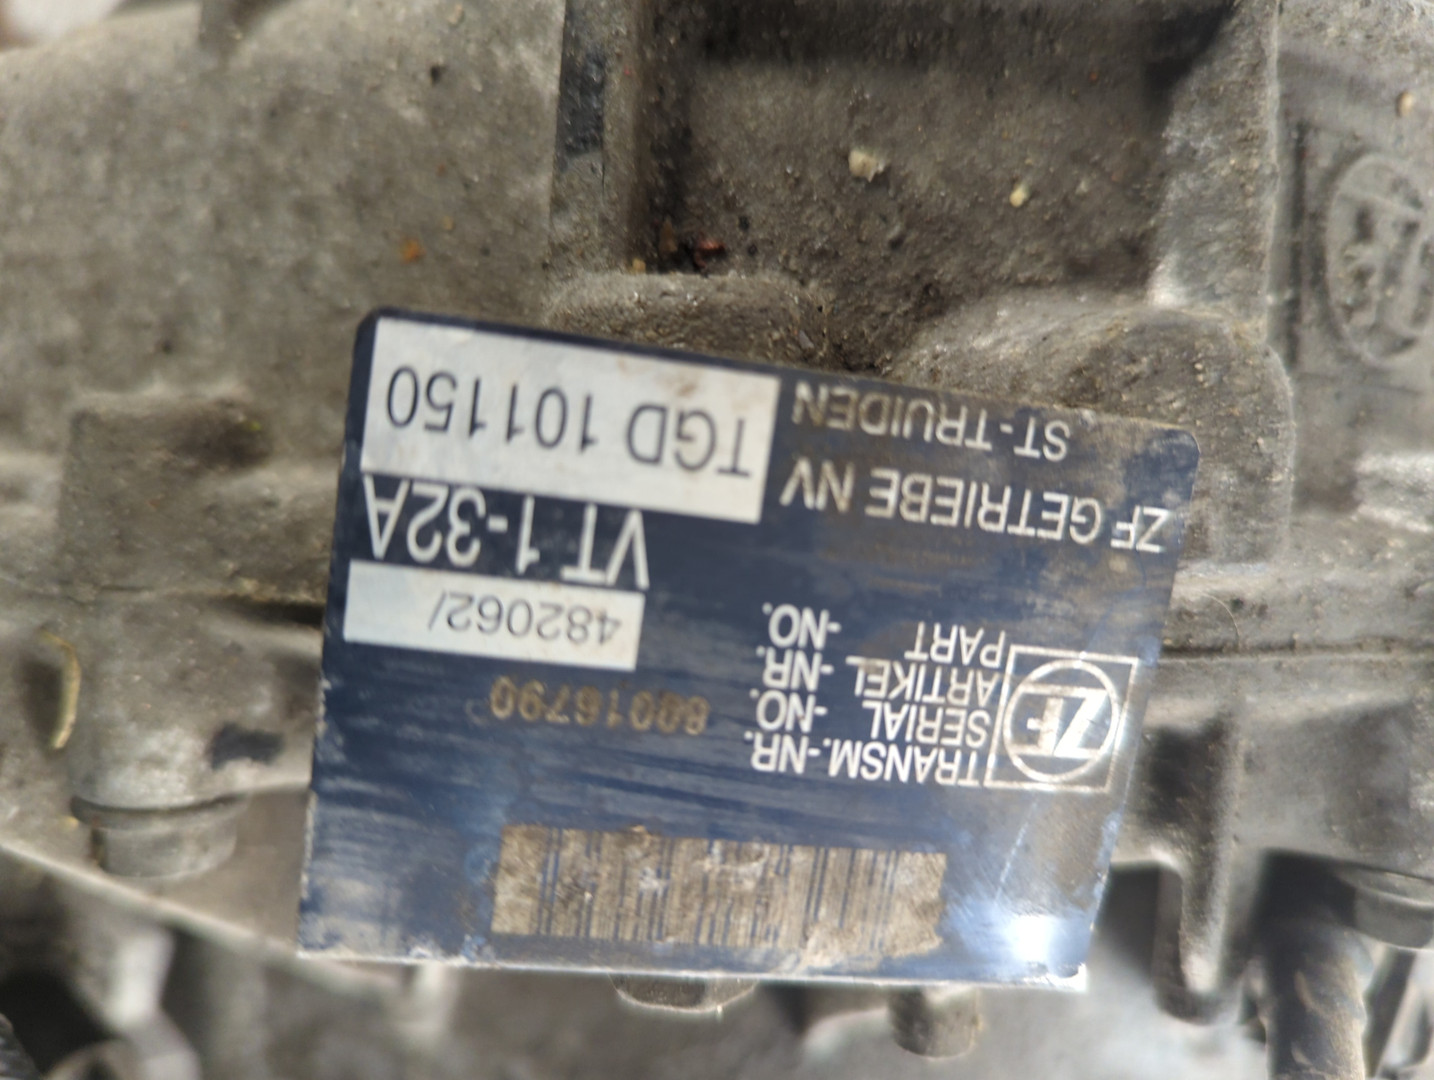 ZF
TRANSM.-NR.
SERIAL -NO.
ARTIKEL -NR.
PART -NO.
80016790
482062/
VT 1-32A
ZF GETRIEBE NV
ST-TRUIDEN
TGD 101150